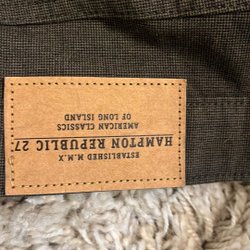 ESTABLISHED M.M.X
HAMPTON REPUBLIC 27
AMERICAN CLASSICS
OF LONG ISLAND